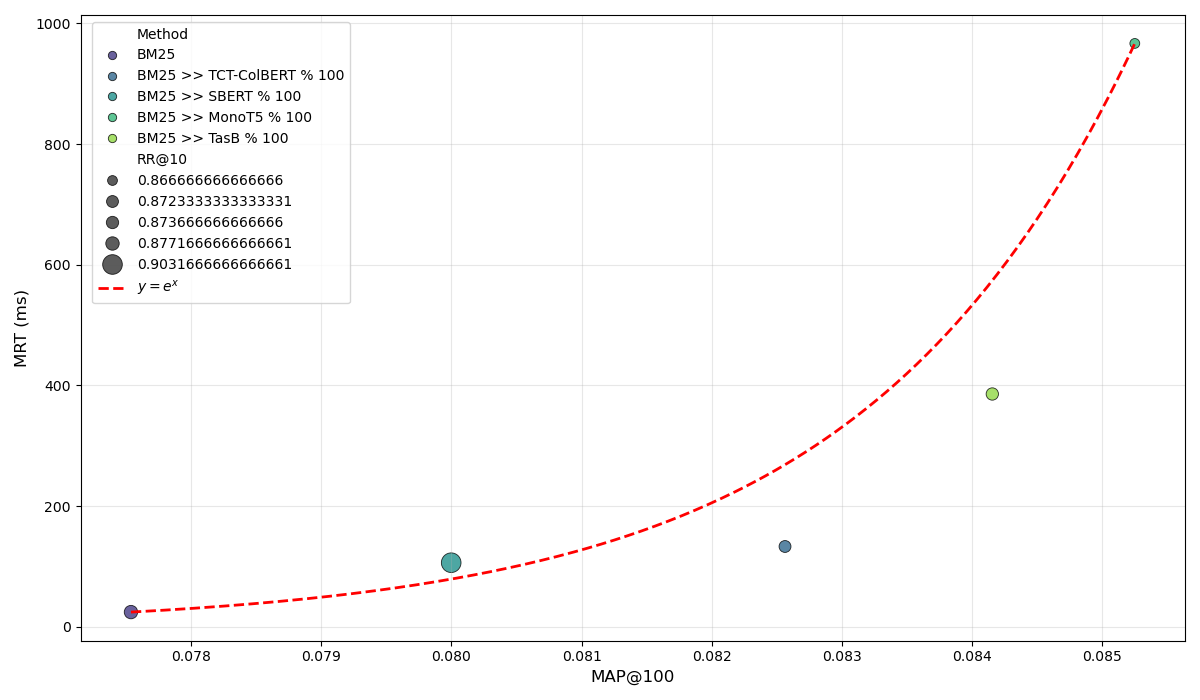 Method
BM25
BM25 >> TCT-ColBERT % 100
BM25 >> SBERT % 100
BM25 >> MonoT5 % 100
BM25 >> TasB % 100
RR@10
0.866666666666666
0.8723333333333331
0.873666666666666
0.8771666666666661
0.9031666666666661
y = eˣ
1000
800
600
400
200
0
MRT (ms)
0.078 0.079 0.080 0.081 0.082 0.083 0.084 0.085
MAP@100